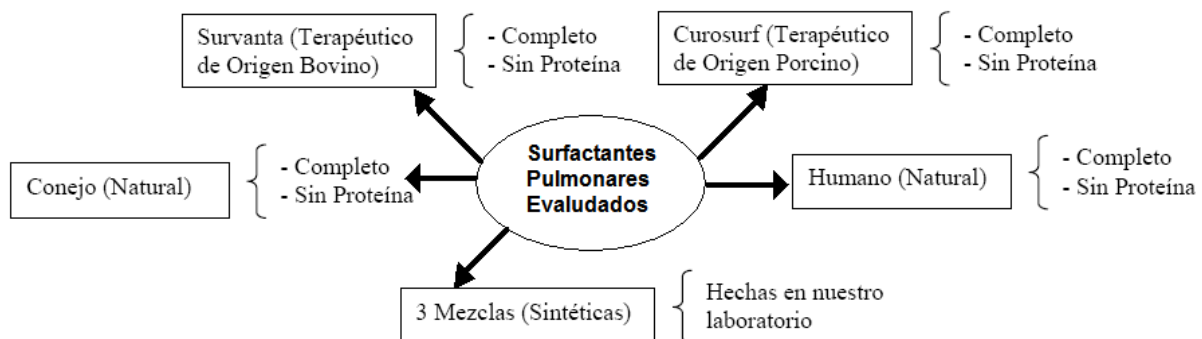 Survanta (Terapéutico
de Origen Bovino)
- Completo
- Sin Proteína
Curosurf (Terapéutico
de Origen Porcino)
- Completo
- Sin Proteína
Conejo (Natural)
- Completo
- Sin Proteína
Surfactantes
Pulmonares
Evaludados
Humano (Natural)
- Completo
- Sin Proteína
3 Mezclas (Sintéticas)
Hechas en nuestro
laboratorio